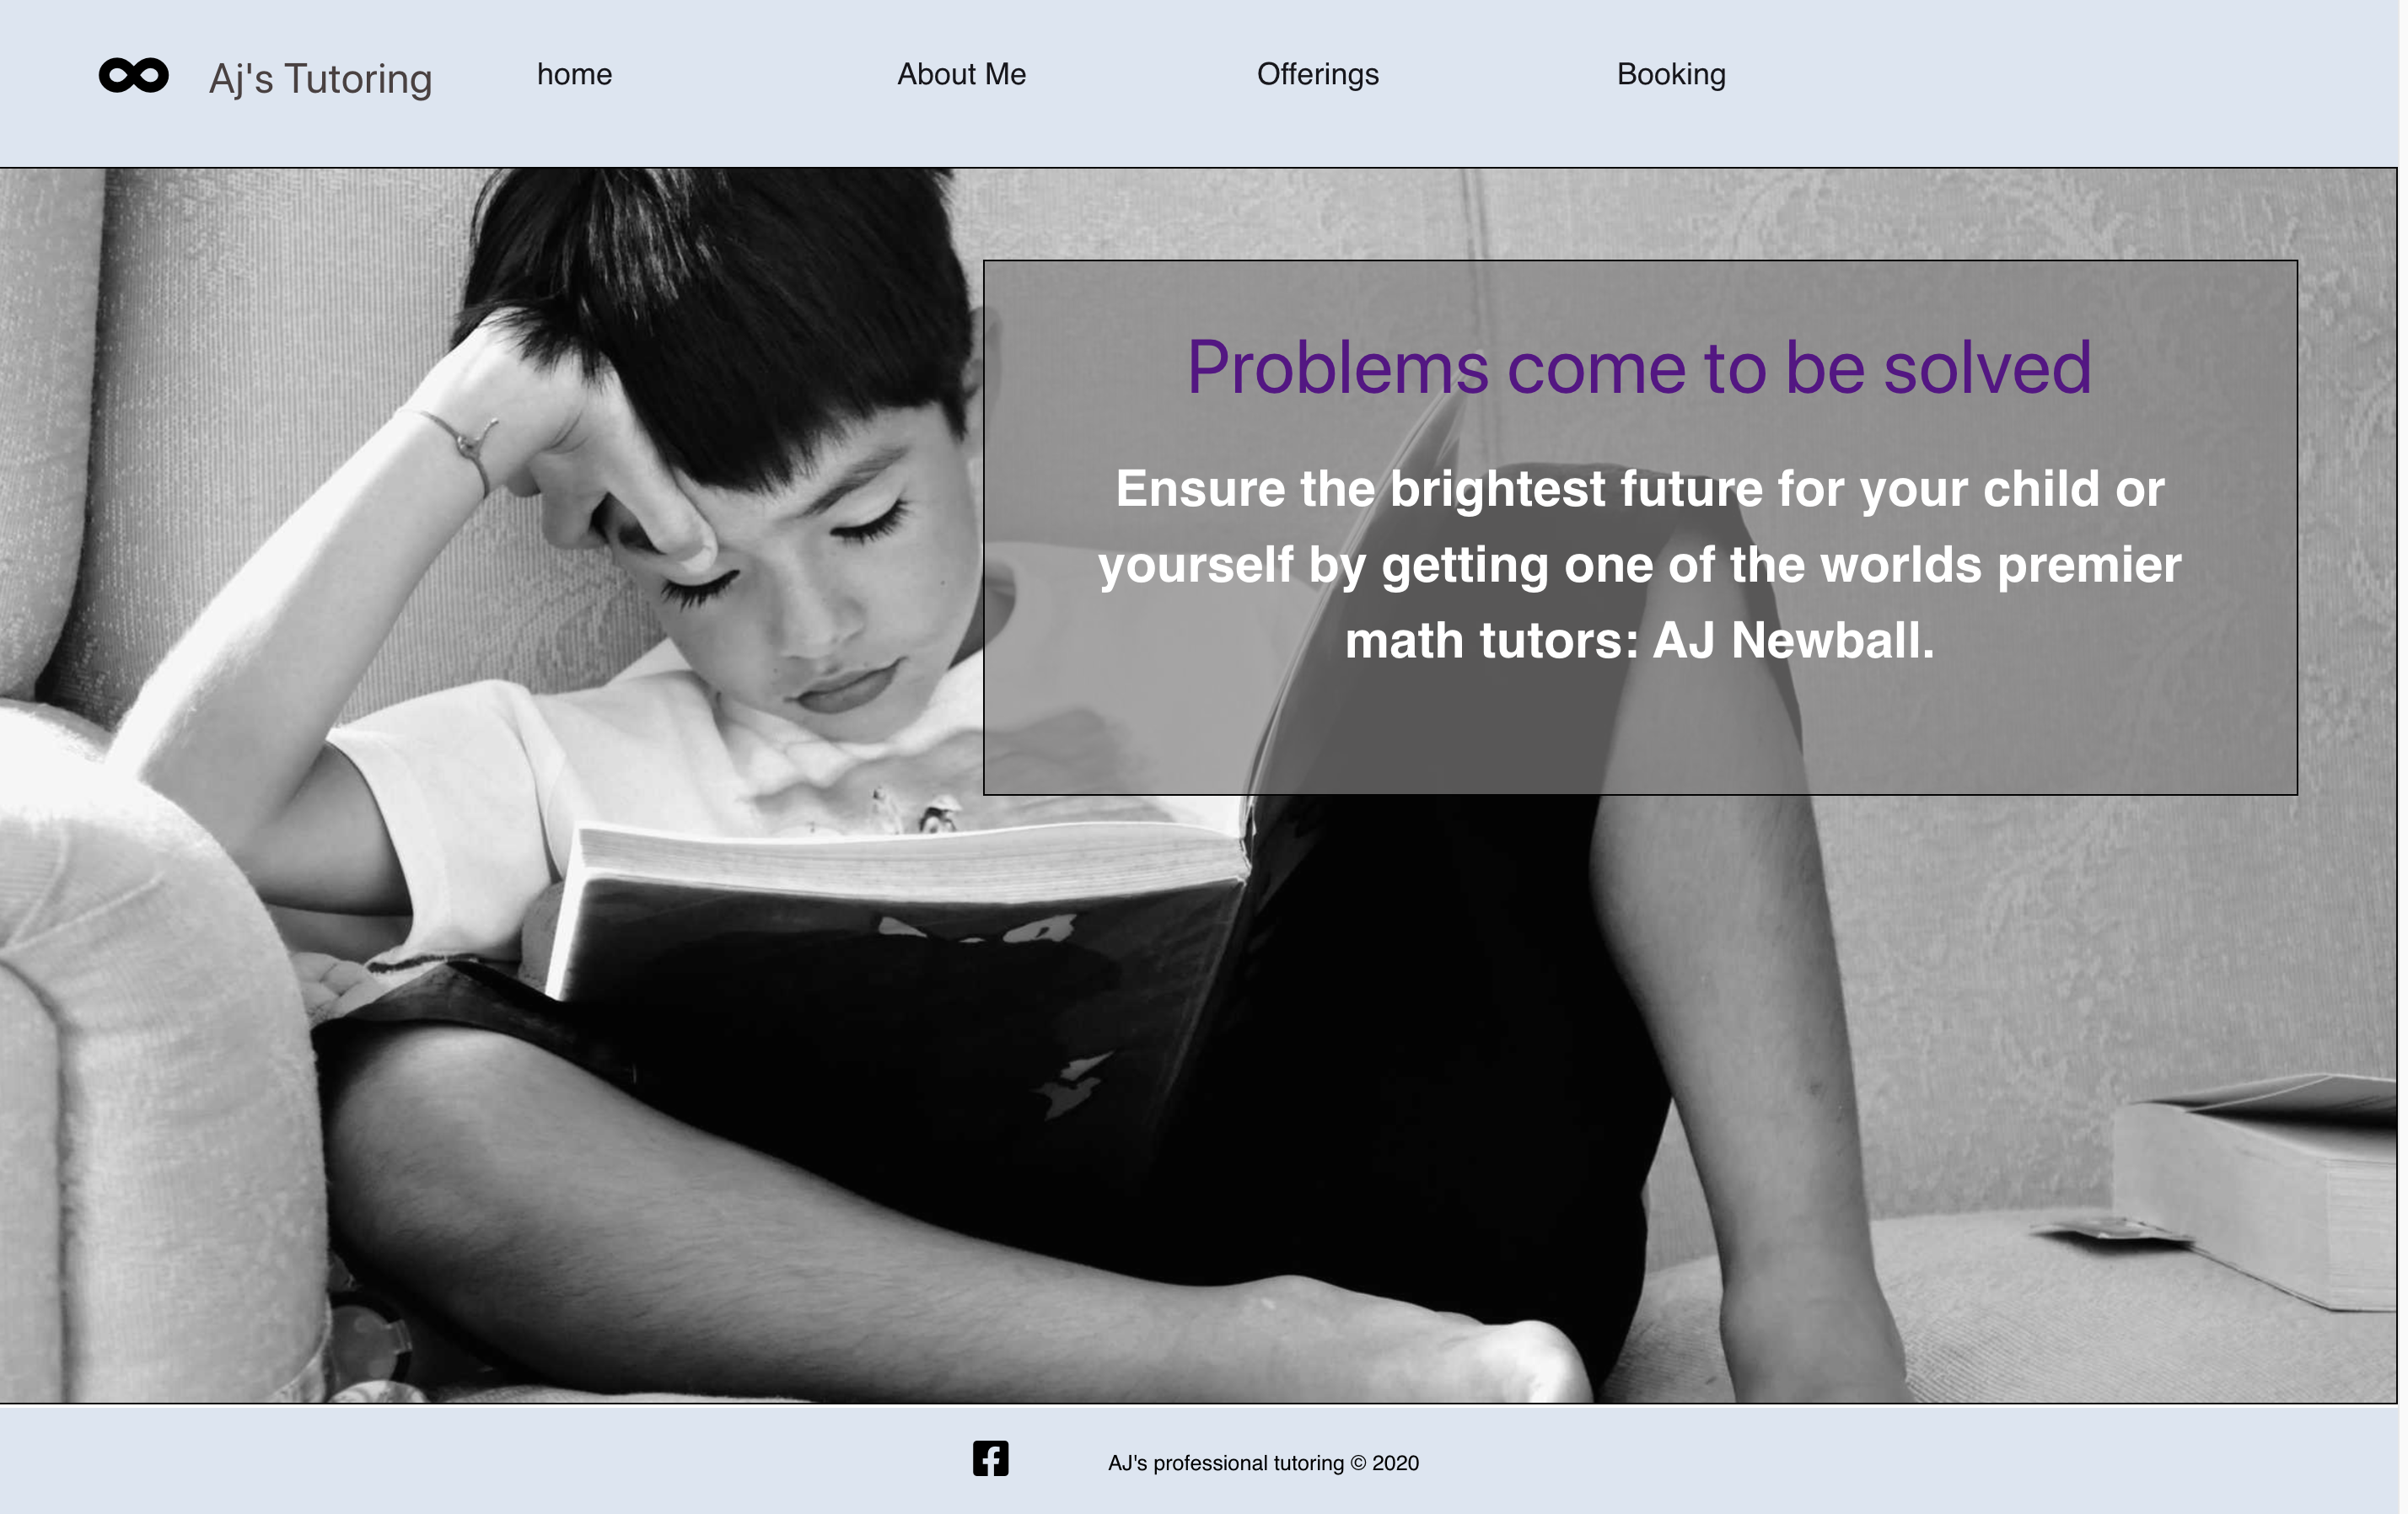 Aj's Tutoring home About Me Offerings Booking
Problems come to be solved
Ensure the brightest future for your child or
yourself by getting one of the worlds premier
math tutors: AJ Newball.
AJ's professional tutoring © 2020